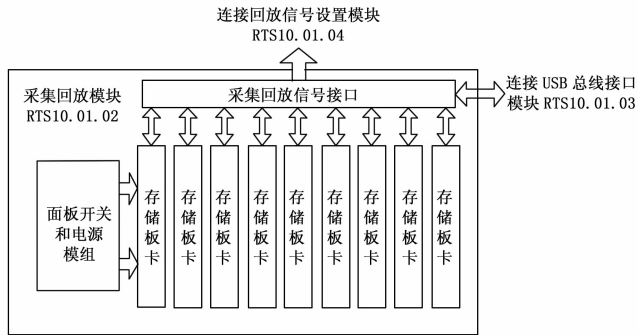 连接回放信号设置模块
RTS10.01.04
采集回放模块
RTS10.01.02
采集回放信号接口
连接 USB 总线接口
模块 RTS10.01.03
面板开关
和电源
模组
存储板卡
存储板卡
存储板卡
存储板卡
存储板卡
存储板卡
存储板卡
存储板卡
存储板卡